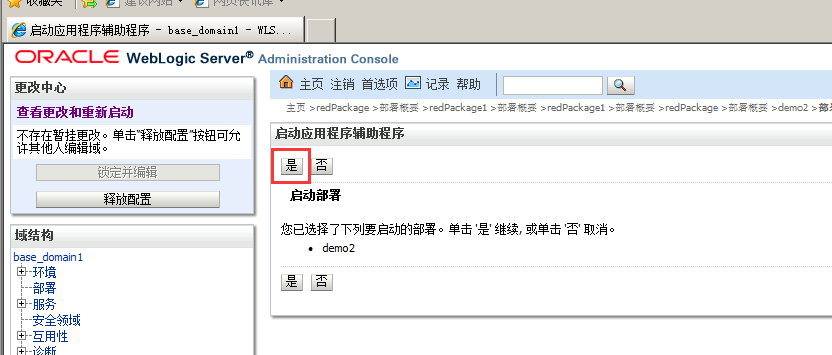 收藏夹 建议网站 网页快讯库
启动应用程序辅助程序 - base_domain1 - WLS...
ORACLE WebLogic Server® Administration Console
更改中心
查看更改和重新启动
不存在暂挂更改。单击“释放配置”按钮可允许其他人编辑域。
锁定并编辑
释放配置
域结构
base_domain1
环境
部署
服务
安全领域
互用性
诊断
主页 注销 首选项 记录 帮助
主页 >redPackage >部署概要 >redPackage1 >部署概要 >redPackage1 >部署概要 >redPackage >部署概要 >demo2 >部
启动应用程序辅助程序
是 否
启动部署
您已选择了下列要启动的部署。单击 '是' 继续, 或单击 '否' 取消。
demo2
是 否